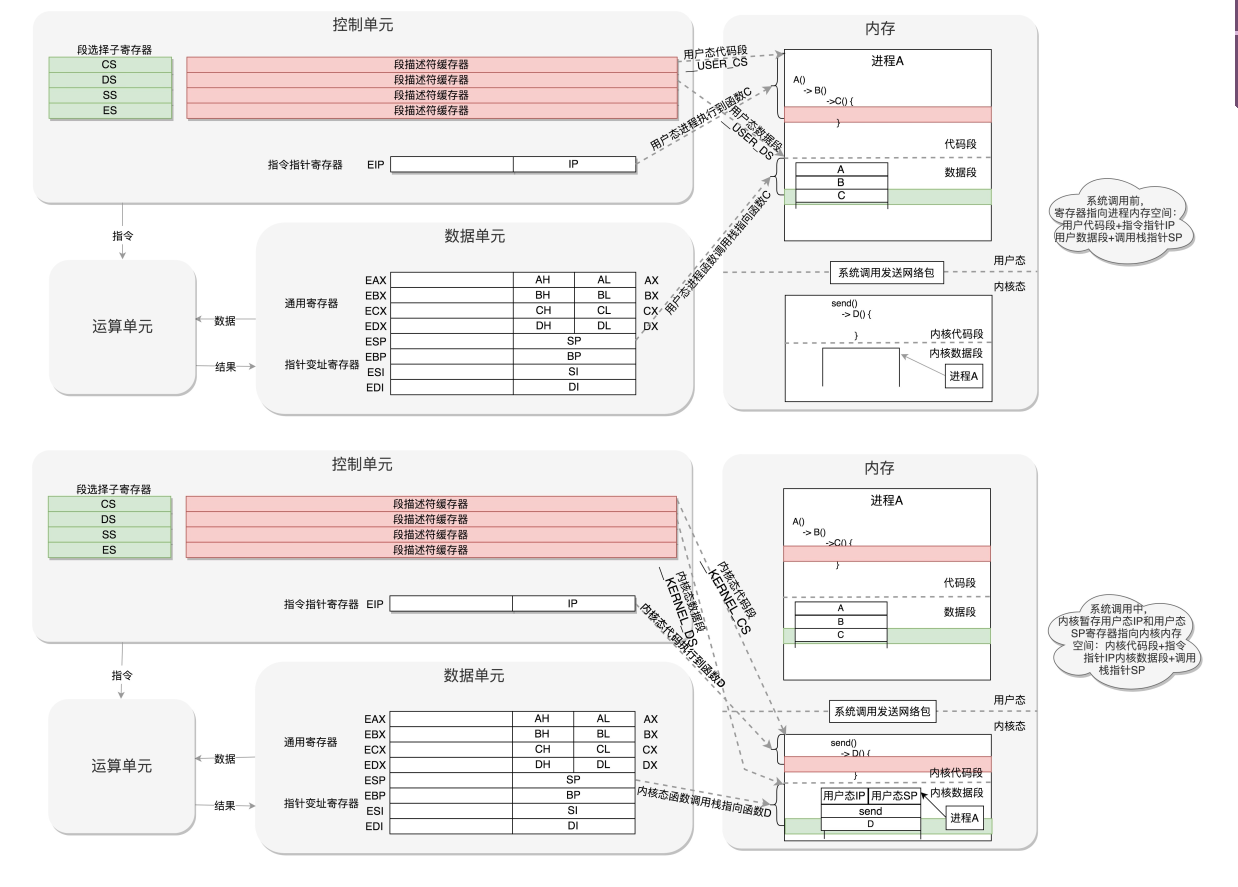 控制单元
段选择子寄存器
CS
DS
SS
ES
段描述符缓存器
段描述符缓存器
段描述符缓存器
段描述符缓存器
指令指针寄存器 EIP IP
用户态代码段
__USER_CS
用户态数据段
__USER_DS
用户态进程执行到函数C
用户态进程函数调用栈指向函数C
指令
运算单元
数据
结果
数据单元
通用寄存器
EAX AH AL AX
EBX BH BL BX
ECX CH CL CX
EDX DH DL DX
指针变址寄存器
ESP SP
EBP BP
ESI SI
EDI DI
内存
进程A
A()
-> B()
->C() {
}
代码段
数据段
A
B
C
用户态
系统调用发送网络包
内核态
send()
-> D() {
}
内核代码段
内核数据段
进程A
系统调用前，
寄存器指向进程内存空间：
用户代码段+指令指针IP
用户数据段+调用栈指针SP
控制单元
段选择子寄存器
CS
DS
SS
ES
段描述符缓存器
段描述符缓存器
段描述符缓存器
段描述符缓存器
指令指针寄存器 EIP IP
内核态代码段
__KERNEL_CS
内核态数据段
__KERNEL_DS
内核态代码执行到函数D
内核态函数调用栈指向函数D
指令
运算单元
数据
结果
数据单元
通用寄存器
EAX AH AL AX
EBX BH BL BX
ECX CH CL CX
EDX DH DL DX
指针变址寄存器
ESP SP
EBP BP
ESI SI
EDI DI
内存
进程A
A()
-> B()
->C() {
}
代码段
数据段
A
B
C
用户态
系统调用发送网络包
内核态
send()
-> D() {
}
内核代码段
内核数据段
用户态IP 用户态SP
send
D
进程A
系统调用中，
内核暂存用户态IP和用户态
SP寄存器指向内核内存
空间：内核代码段+指令
指针IP内核数据段+调用
栈指针SP